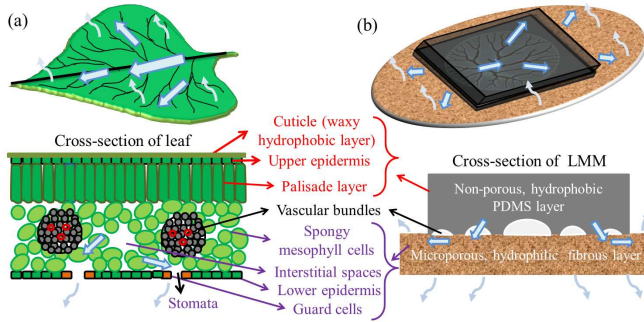 (a)
(b)
Cross-section of leaf
Cuticle (waxy
hydrophobic layer)
Upper epidermis
Palisade layer
Vascular bundles
Spongy
mesophyll cells
Interstitial spaces
Lower epidermis
Guard cells
Stomata
Cross-section of LMM
Non-porous, hydrophobic
PDMS layer
Microporous, hydrophilic fibrous layer